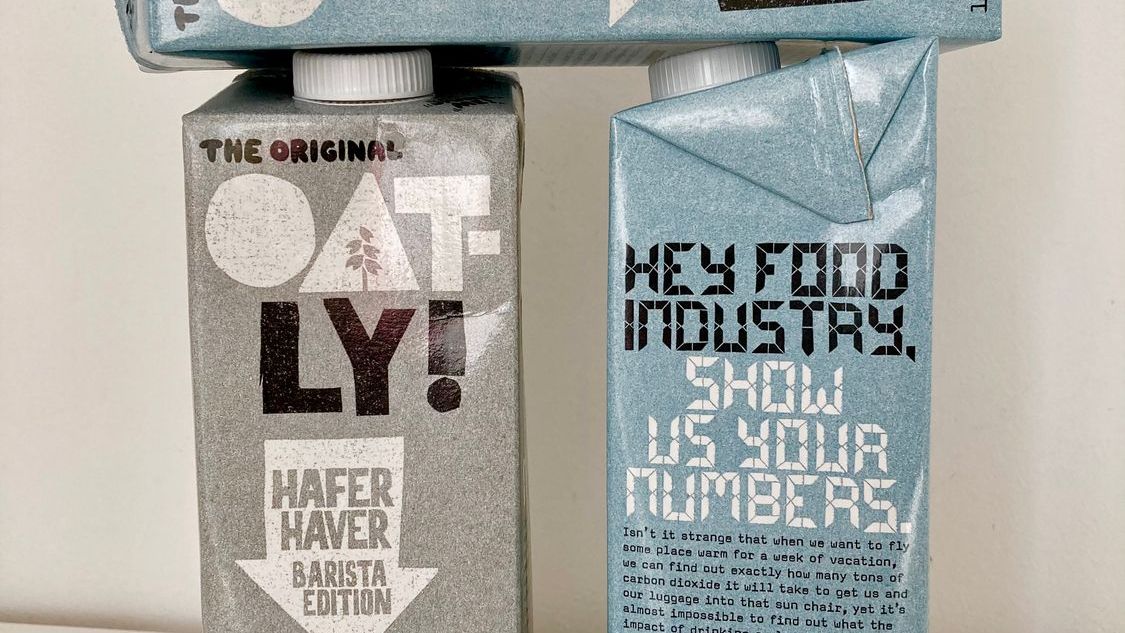 THE ORIGINAL
OAT-
LY!
HAFER
HAVER
BARISTA
EDITION
HEY FOOD
INDUSTRY,
SHOW
US YOUR
NUMBERS.
Isn't it strange that when we want to fly
some place warm for a week of vacation,
we can find out exactly how many tons of
carbon dioxide it will take to get us and
our luggage into that sun chair, yet it's
almost impossible to find out what the
impact of drinking